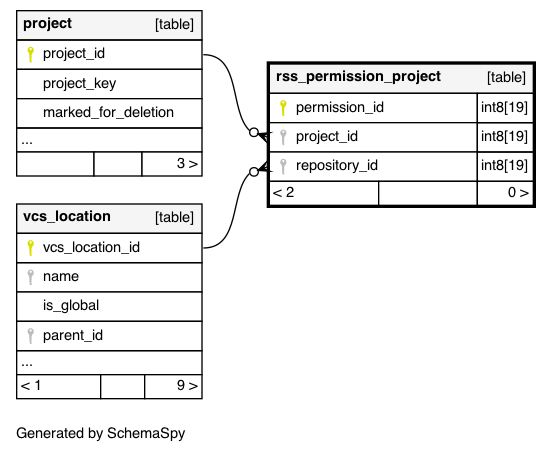 project [table]
project_id
project_key
marked_for_deletion
...
3 >
rss_permission_project [table]
permission_id int8[19]
project_id int8[19]
repository_id int8[19]
< 2 0 >
vcs_location [table]
vcs_location_id
name
is_global
parent_id
...
< 1 9 >
Generated by SchemaSpy